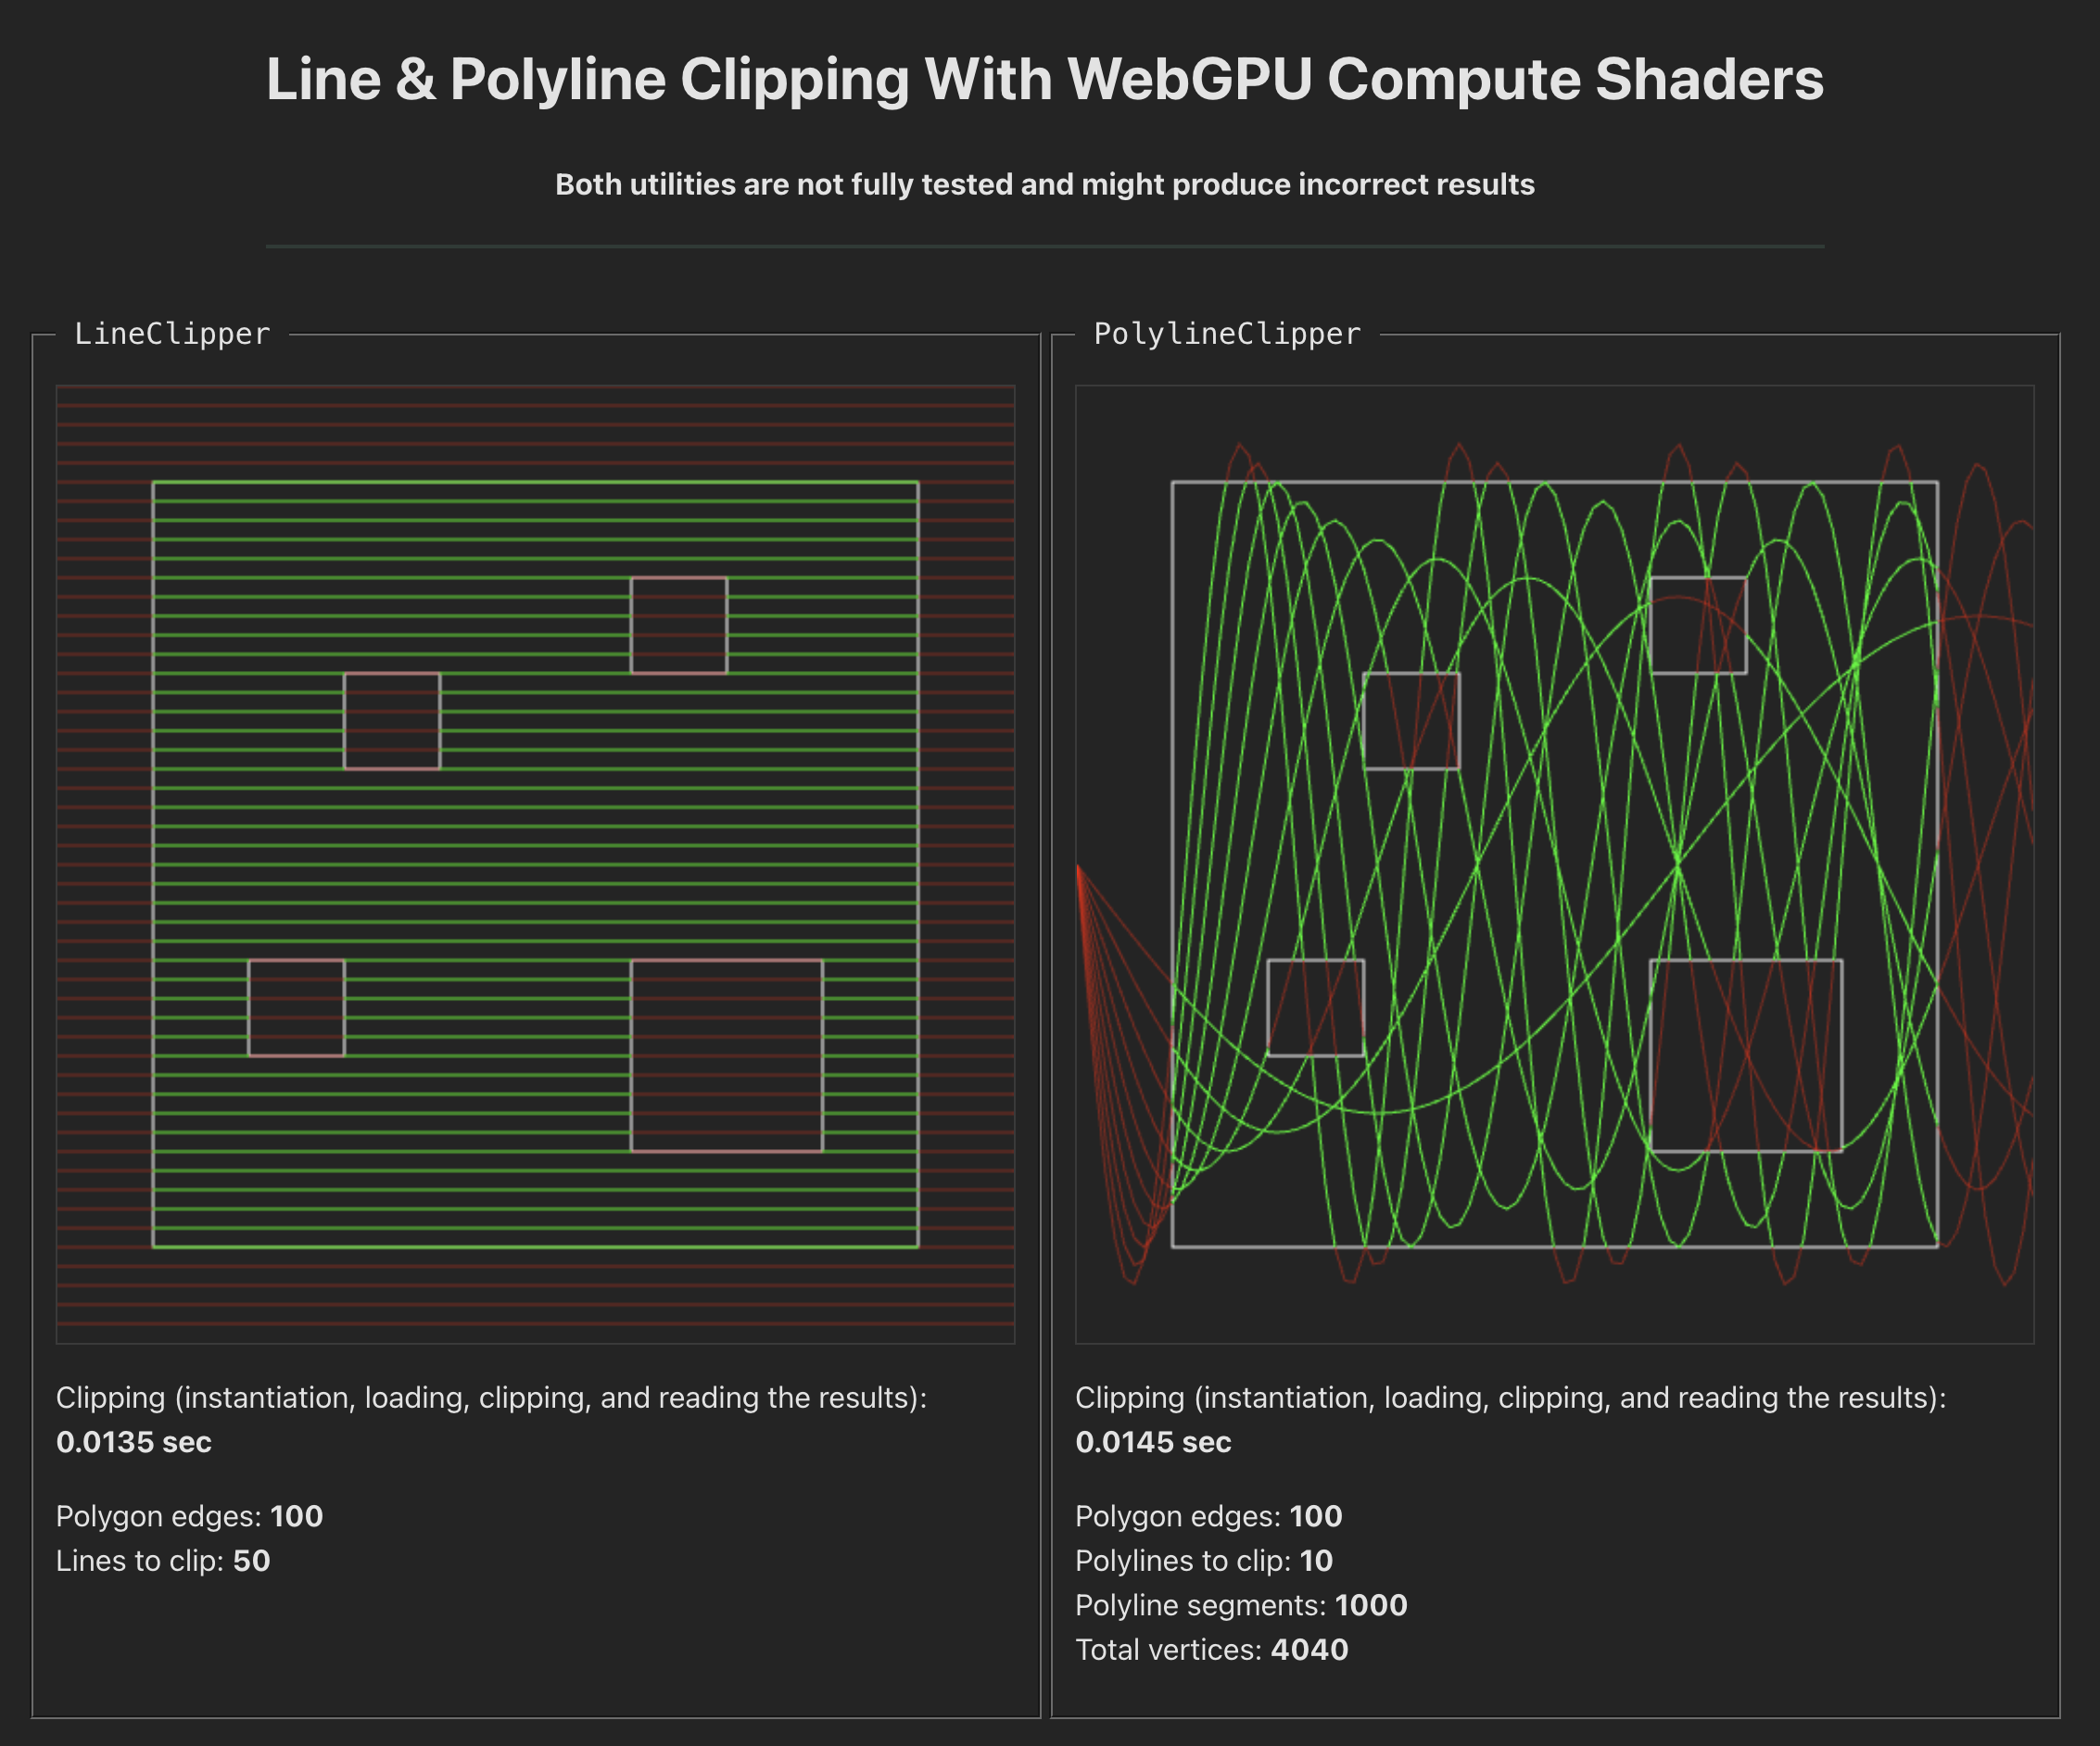 Line & Polyline Clipping With WebGPU Compute Shaders
Both utilities are not fully tested and might produce incorrect results
LineClipper
Clipping (instantiation, loading, clipping, and reading the results):
0.0135 sec
Polygon edges: 100
Lines to clip: 50
PolylineClipper
Clipping (instantiation, loading, clipping, and reading the results):
0.0145 sec
Polygon edges: 100
Polylines to clip: 10
Polyline segments: 1000
Total vertices: 4040